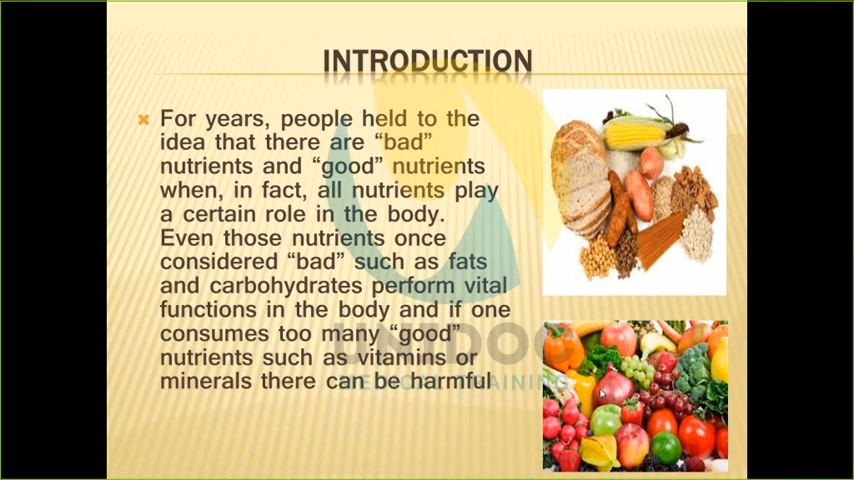 INTRODUCTION
For years, people held to the
idea that there are “bad”
nutrients and “good” nutrients
when, in fact, all nutrients play
a certain role in the body.
Even those nutrients once
considered “bad” such as fats
and carbohydrates perform vital
functions in the body and if one
consumes too many “good”
nutrients such as vitamins or
minerals there can be harmful
UNIDOC
MEDICAL TRAINING